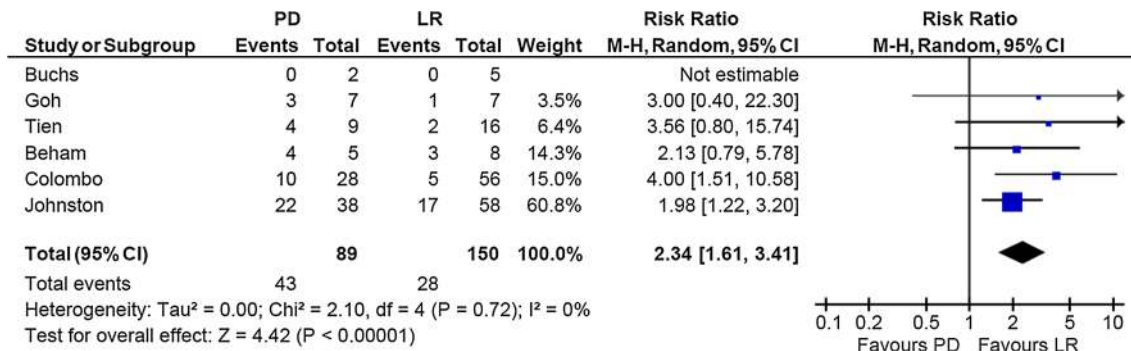 PD LR Risk Ratio Risk Ratio
Study or Subgroup Events Total Events Total Weight M-H, Random, 95% CI M-H, Random, 95% CI
Buchs 0 2 0 5 Not estimable
Goh 3 7 1 7 3.5% 3.00 [0.40, 22.30]
Tien 4 9 2 16 6.4% 3.56 [0.80, 15.74]
Beham 4 5 3 8 14.3% 2.13 [0.79, 5.78]
Colombo 10 28 5 56 15.0% 4.00 [1.51, 10.58]
Johnston 22 38 17 58 60.8% 1.98 [1.22, 3.20]
Total (95% CI) 89 150 100.0% 2.34 [1.61, 3.41]
Total events 43 28
Heterogeneity: Tau² = 0.00; Chi² = 2.10, df = 4 (P = 0.72); I² = 0%
Test for overall effect: Z = 4.42 (P < 0.00001)
0.1 0.2 0.5 1 2 5 10
Favours PD Favours LR